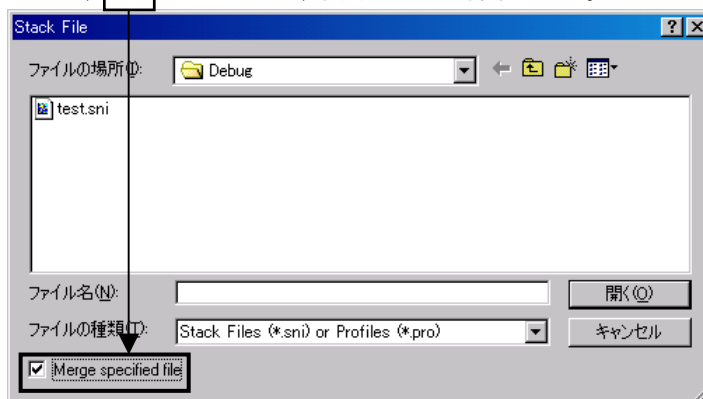 Stack File
ファイルの場所(I):
Debug
test.sni
ファイル名(N):
開く(O)
ファイルの種類(T):
Stack Files (*.sni) or Profiles (*.pro)
キャンセル
Merge specified file